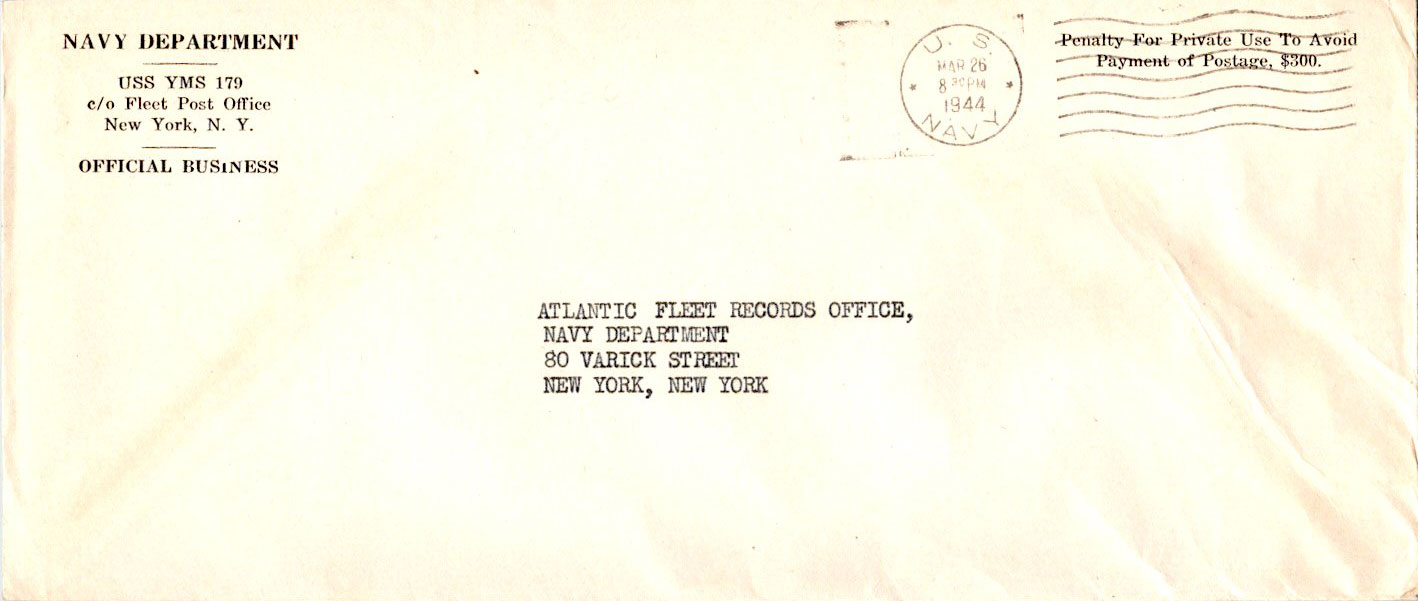 NAVY DEPARTMENT
USS YMS 179
c/o Fleet Post Office
New York, N. Y.
OFFICIAL BUSINESS
U. S.
MAR 26
8 30 PM
1944
NAVY
Penalty For Private Use To Avoid
Payment of Postage, $300.
ATLANTIC FLEET RECORDS OFFICE,
NAVY DEPARTMENT
80 VARICK STREET
NEW YORK, NEW YORK